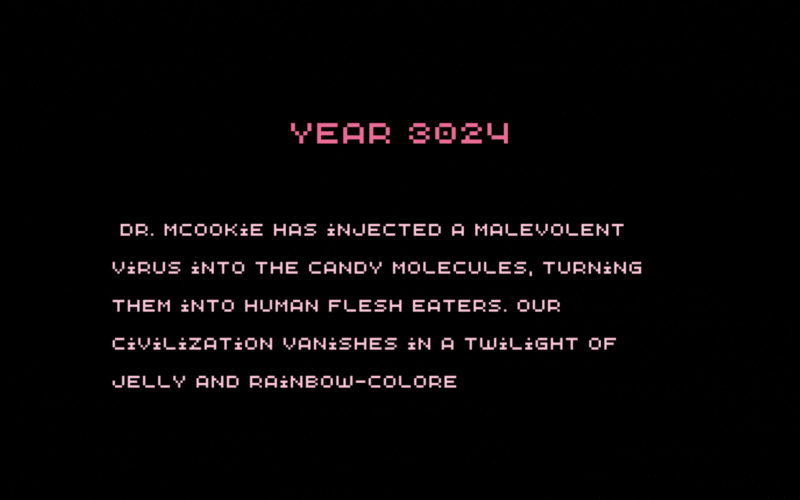 YEAR 3024
DR. MCOOKiE HAS iNJECTED A MALEVOLENT
ViRUS iNTO THE CANDY MOLECULES, TURNiNG
THEM iNTO HUMAN FLESH EATERS. OUR
CiViLiZATiON VANiSHES iN A TWiLiGHT OF
JELLY AND RAiNBOW-COLORE